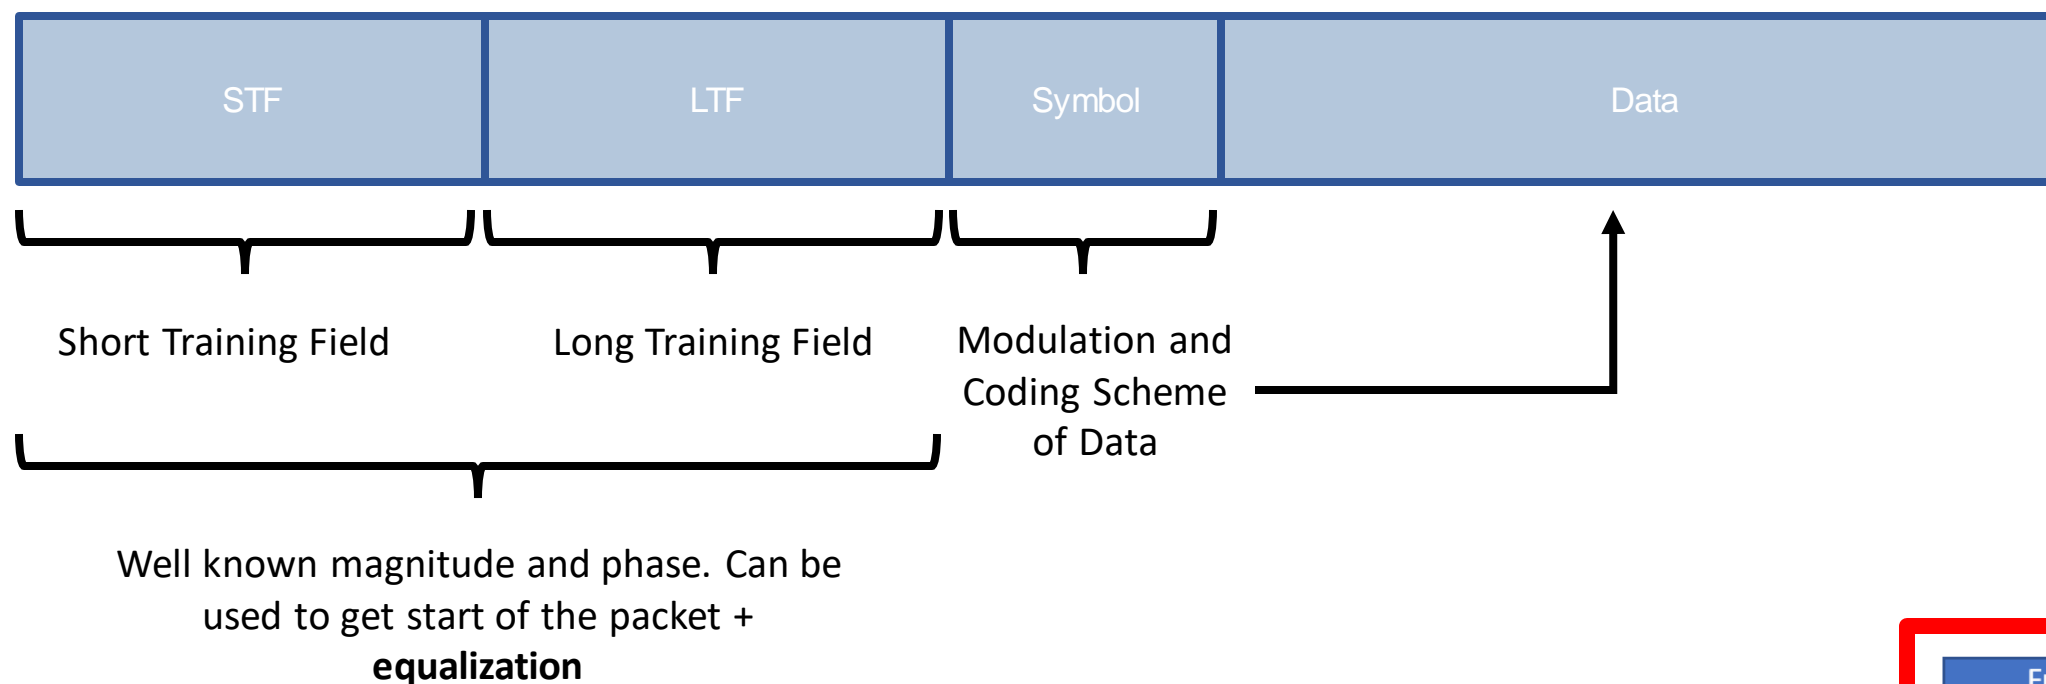 STF
LTF
Symbol
Data
Short Training Field
Long Training Field
Modulation and
Coding Scheme
of Data
Well known magnitude and phase. Can be
used to get start of the packet +
equalization